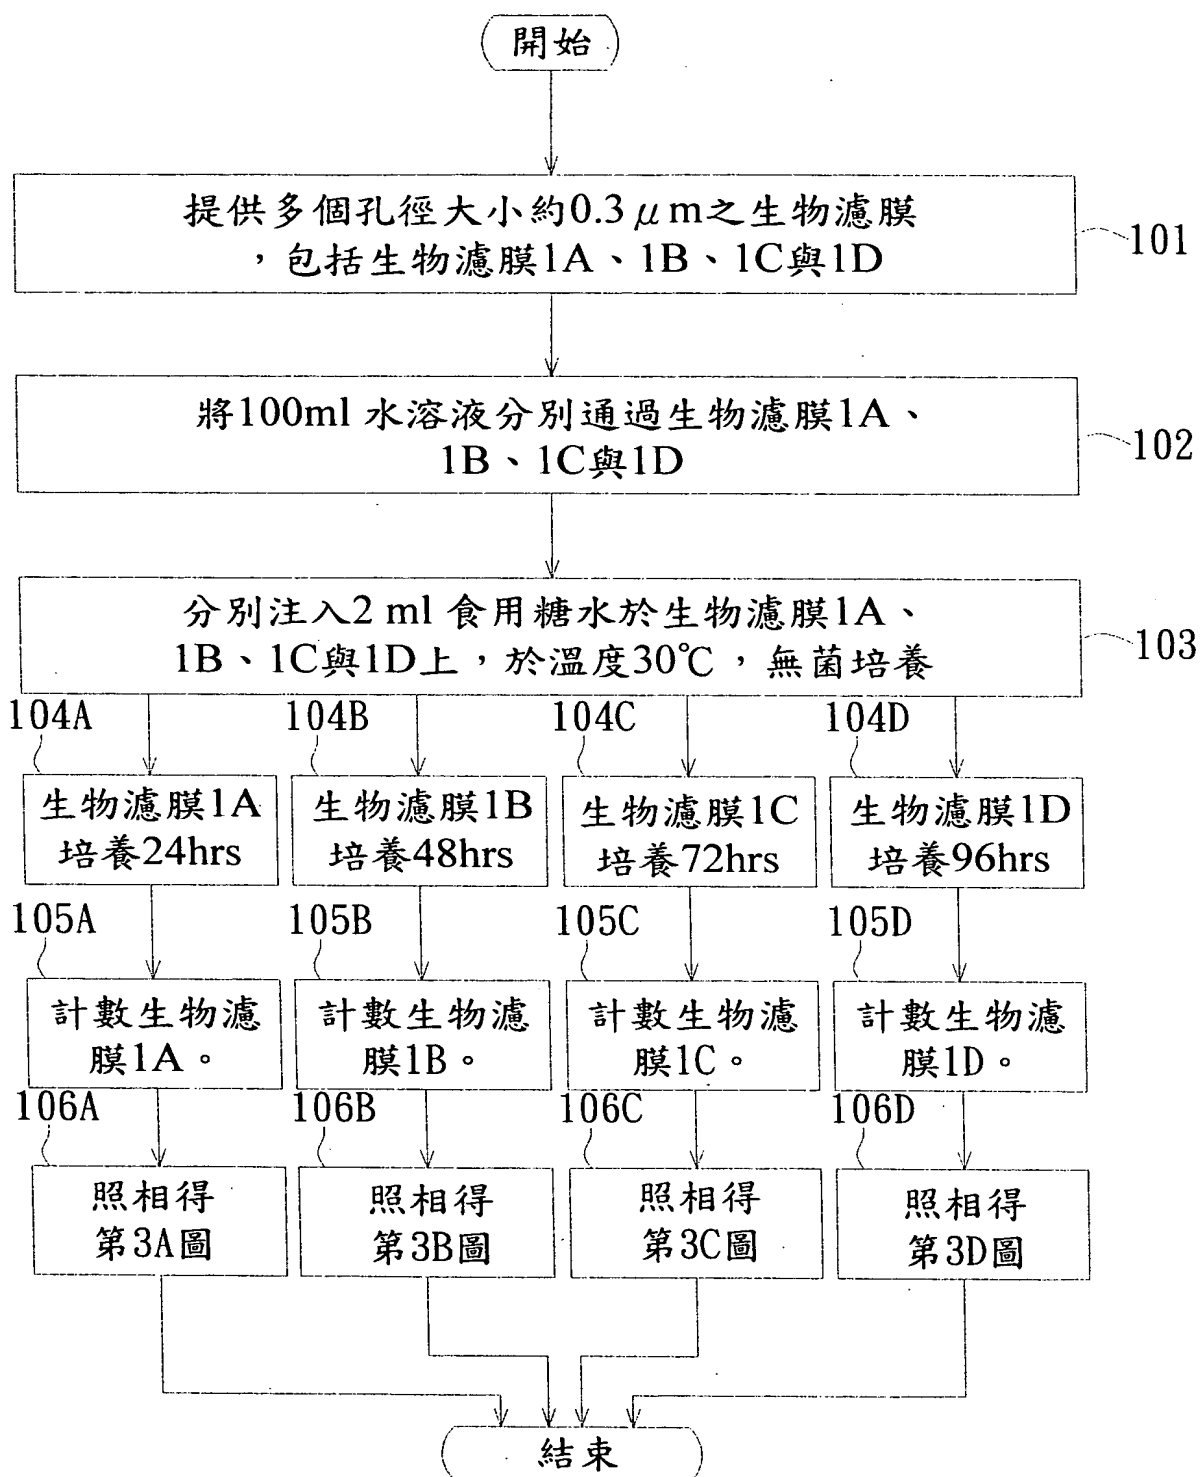 開始
提供多個孔徑大小約0.3μm之生物濾膜
，包括生物濾膜1A、1B、1C與1D
101
將100ml 水溶液分別通過生物濾膜1A、
1B、1C與1D
102
分別注入2 ml 食用糖水於生物濾膜1A、
1B、1C與1D上，於溫度30℃，無菌培養
103
104A
104B
104C
104D
生物濾膜1A
培養24hrs
生物濾膜1B
培養48hrs
生物濾膜1C
培養72hrs
生物濾膜1D
培養96hrs
105A
105B
105C
105D
計數生物濾
膜1A。
計數生物濾
膜1B。
計數生物濾
膜1C。
計數生物濾
膜1D。
106A
106B
106C
106D
照相得
第3A圖
照相得
第3B圖
照相得
第3C圖
照相得
第3D圖
結束